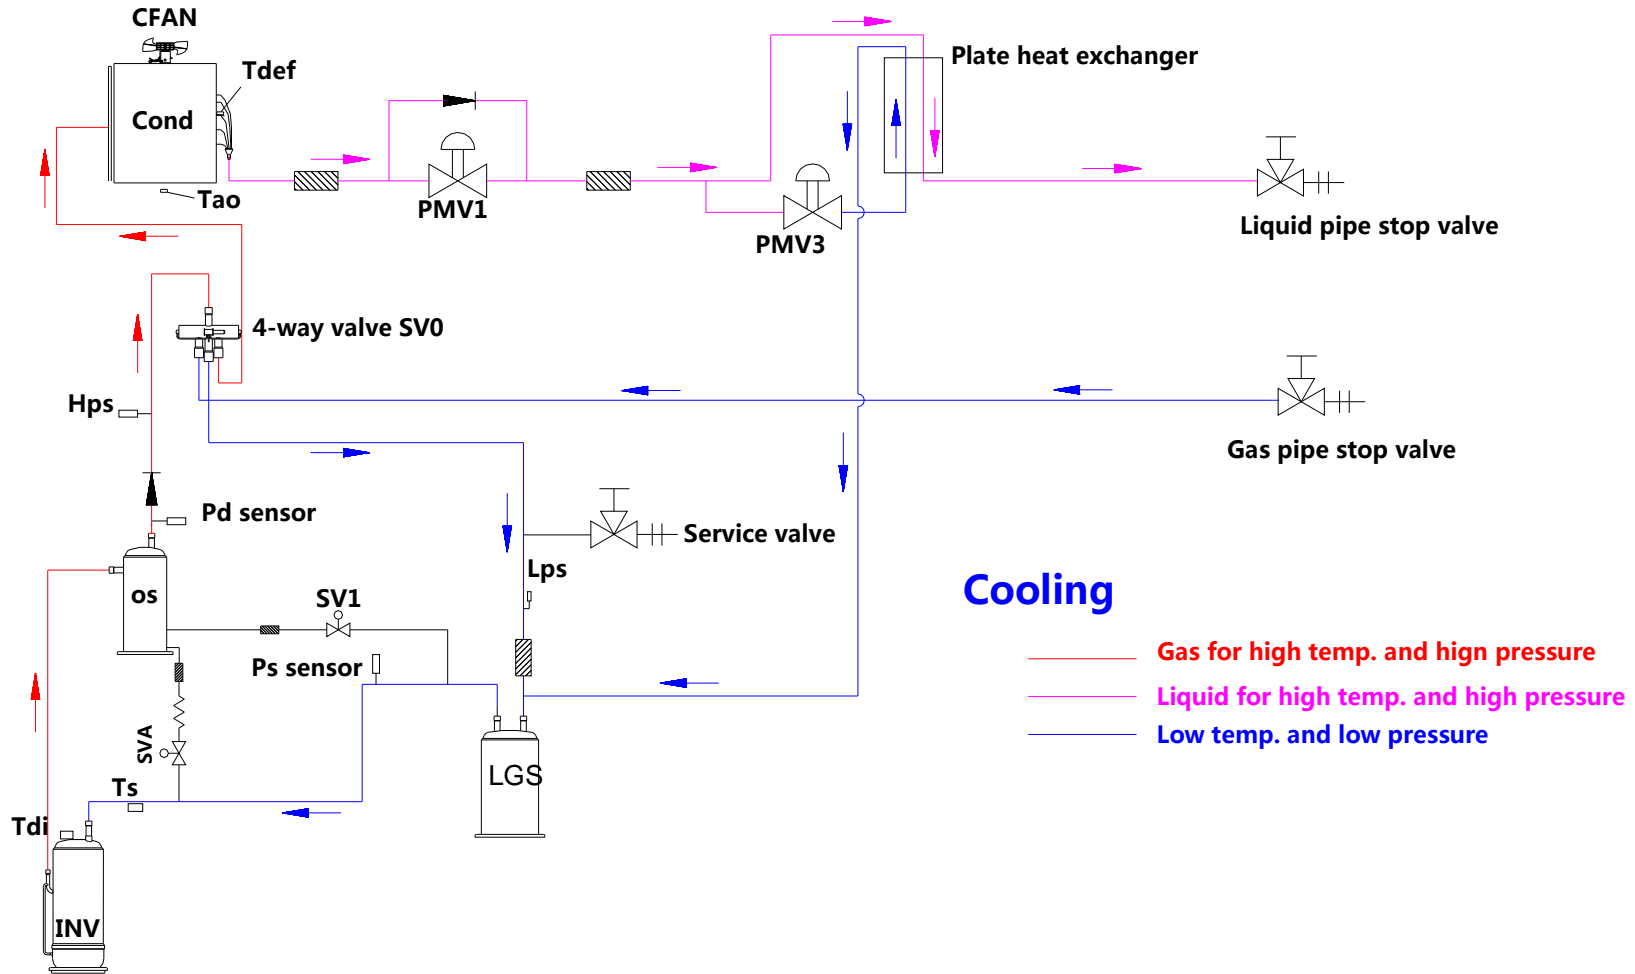 CFAN
Tdef
Plate heat exchanger
Cond
Tao
PMV1
PMV3
Liquid pipe stop valve
4-way valve SV0
Hps
Gas pipe stop valve
Pd sensor
Service valve
Lps
Cooling
os
SV1
Ps sensor
Gas for high temp. and hign pressure
Liquid for high temp. and high pressure
Low temp. and low pressure
SVA
LGS
Ts
Tdi
INV